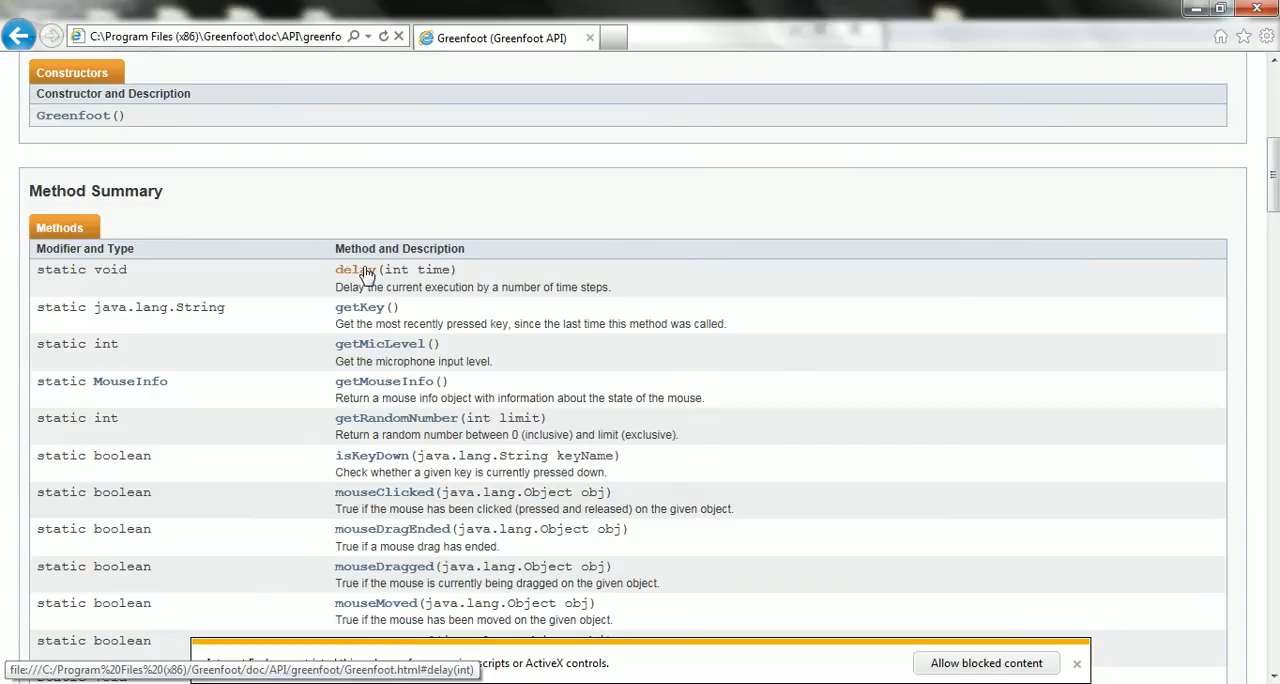 C:\Program Files (x86)\Greenfoot\doc\API\greenfo
Greenfoot (Greenfoot API)
Constructors
Constructor and Description
Greenfoot()
Method Summary
Methods
Modifier and Type Method and Description
static void delay(int time)
Delay the current execution by a number of time steps.
static java.lang.String getKey()
Get the most recently pressed key, since the last time this method was called.
static int getMicLevel()
Get the microphone input level.
static MouseInfo getMouseInfo()
Return a mouse info object with information about the state of the mouse.
static int getRandomNumber(int limit)
Return a random number between 0 (inclusive) and limit (exclusive).
static boolean isKeyDown(java.lang.String keyName)
Check whether a given key is currently pressed down.
static boolean mouseClicked(java.lang.Object obj)
True if the mouse has been clicked (pressed and released) on the given object.
static boolean mouseDragEnded(java.lang.Object obj)
True if a mouse drag has ended.
static boolean mouseDragged(java.lang.Object obj)
True if the mouse is currently being dragged on the given object.
static boolean mouseMoved(java.lang.Object obj)
True if the mouse has been moved on the given object.
static boolean
scripts or ActiveX controls.
Allow blocked content
file:///C:/Program%20Files%20(x86)/Greenfoot/doc/API/greenfoot/Greenfoot.html#delay(int)